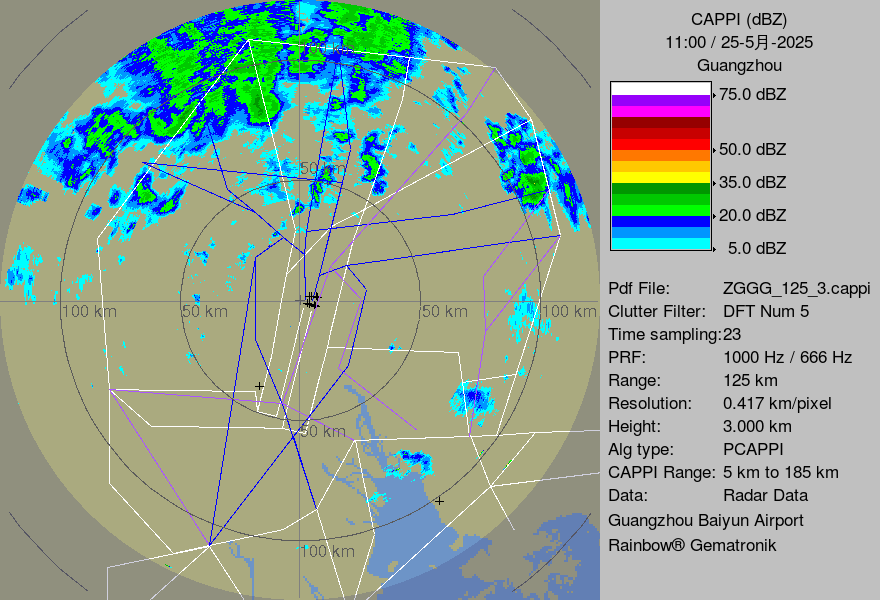 CAPPI (dBZ)
11:00 / 25-5月-2025
Guangzhou
75.0 dBZ
50.0 dBZ
35.0 dBZ
20.0 dBZ
5.0 dBZ
Pdf File: ZGGG_125_3.cappi
Clutter Filter: DFT Num 5
Time sampling:23
PRF: 1000 Hz / 666 Hz
Range: 125 km
Resolution: 0.417 km/pixel
Height: 3.000 km
Alg type: PCAPPI
CAPPI Range: 5 km to 185 km
Data: Radar Data
Guangzhou Baiyun Airport
Rainbow® Gematronik
50 km
100 km
50 km
50 km
100 km
50 km
100 km